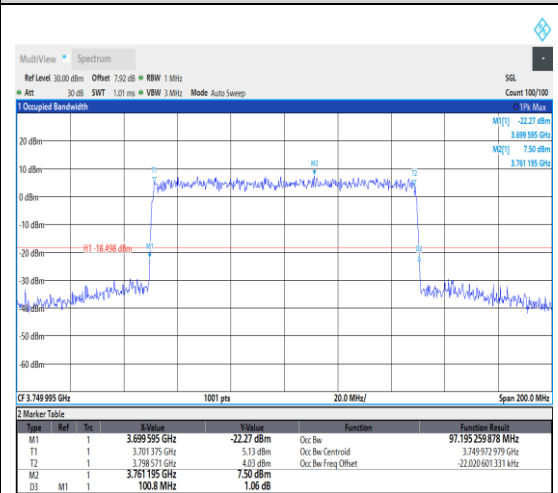 MultiView Spectrum
Ref Level 30.00 dBm Offset 7.92 dB RBW 1 MHz SGL
Att 30 dB SWT 1.01 ms VBW 3 MHz Mode Auto Sweep Count 100/100
1 Occupied Bandwidth 1Pk Max
M1[1] -22.27 dBm
3.699 595 GHz
M2[1] 7.50 dBm
3.761 195 GHz
20 dBm
10 dBm
T1 M2 T2
0 dBm
-10 dBm
H1 -18.498 dBm M1 D3
-20 dBm
-30 dBm
-40 dBm
-50 dBm
-60 dBm
CF 3.749 995 GHz 1001 pts 20.0 MHz/ Span 200.0 MHz
2 Marker Table
Type Ref Trc X-Value Y-Value Function Function Result
M1 1 3.699 595 GHz -22.27 dBm Occ Bw 97.195 259 878 MHz
T1 1 3.701 375 GHz 5.13 dBm Occ Bw Centroid 3.749 972 979 GHz
T2 1 3.798 571 GHz 4.03 dBm Occ Bw Freq Offset -22.020 601 331 kHz
M2 1 3.761 195 GHz 7.50 dBm
D3 M1 1 100.8 MHz 1.06 dB